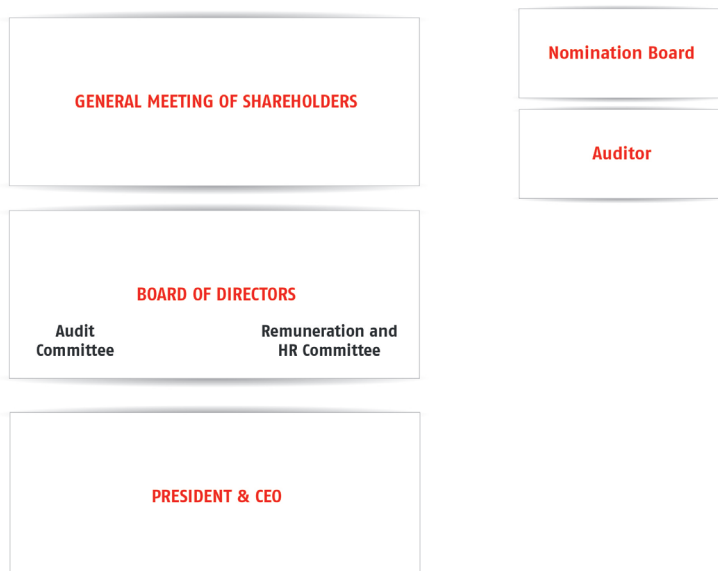 GENERAL MEETING OF SHAREHOLDERS
Nomination Board
Auditor
BOARD OF DIRECTORS
Audit
Committee
Remuneration and
HR Committee
PRESIDENT & CEO